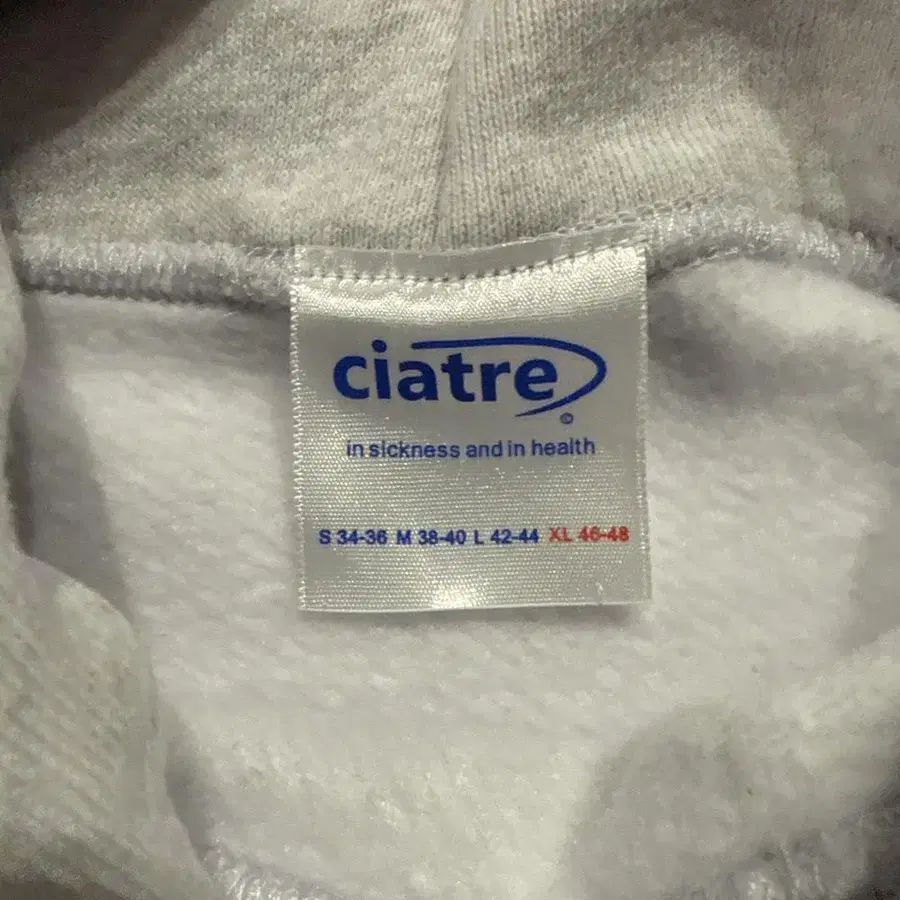 ciatre
©
in sickness and in health
S 34-36 M 38-40 L 42-44 XL 46-48